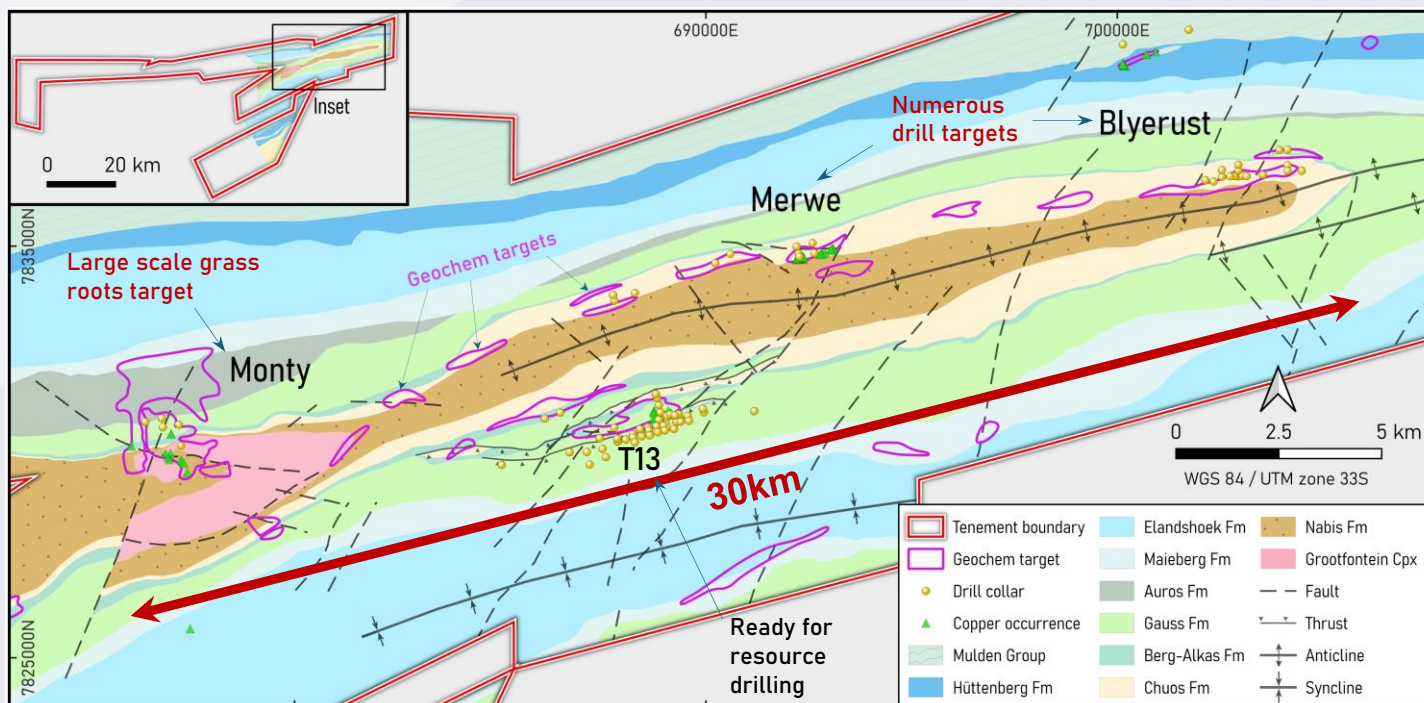 690000E
700000E
Inset
0
20 km
Numerous
drill targets
Blyerust
Merwe
7835000N
Large scale grass
roots target
Geochem targets
Monty
T13
30km
0
2.5
5 km
WGS 84 / UTM zone 33S
7825000N
Ready for
resource
drilling
Tenement boundary
Geochem target
Drill collar
Copper occurrence
Mulden Group
Hüttenberg Fm
Elandshoek Fm
Maieberg Fm
Auros Fm
Gauss Fm
Berg-Alkas Fm
Chuos Fm
Nabis Fm
Grootfontein Cpx
Fault
Thrust
Anticline
Syncline